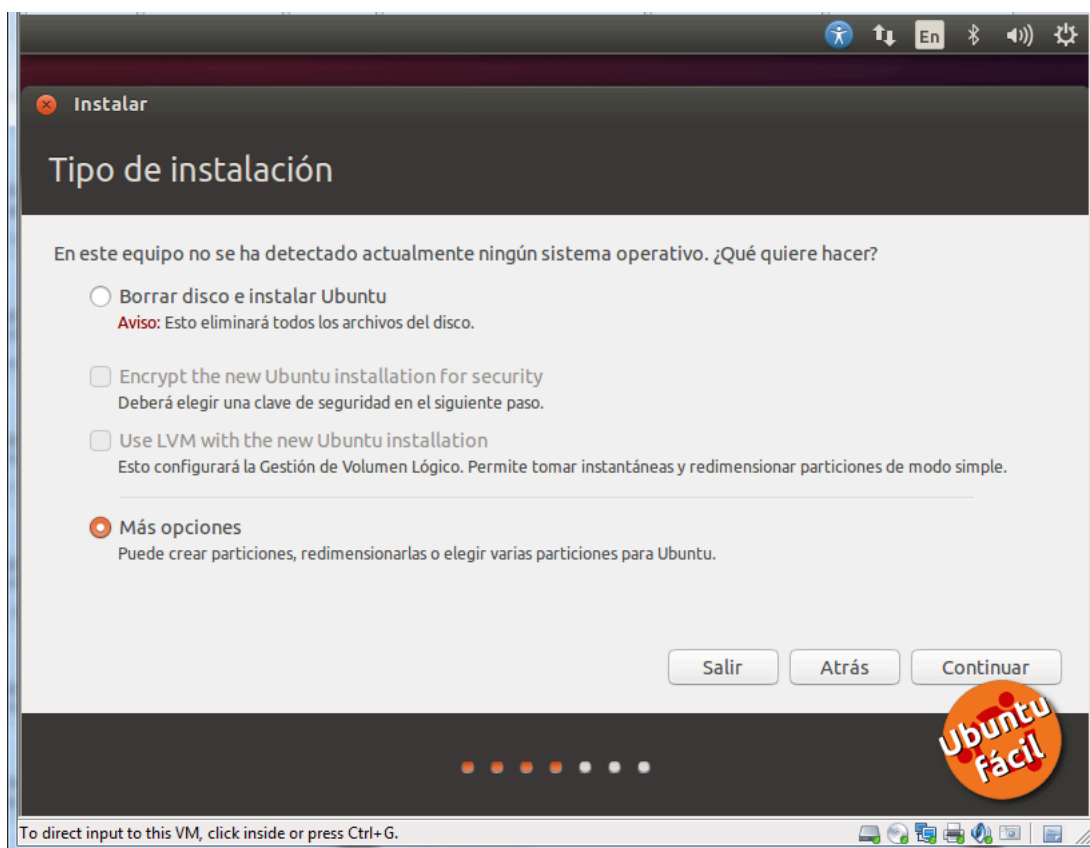 En
Instalar
Tipo de instalación
En este equipo no se ha detectado actualmente ningún sistema operativo. ¿Qué quiere hacer?
Borrar disco e instalar Ubuntu
Aviso: Esto eliminará todos los archivos del disco.
Encrypt the new Ubuntu installation for security
Deberá elegir una clave de seguridad en el siguiente paso.
Use LVM with the new Ubuntu installation
Esto configurará la Gestión de Volumen Lógico. Permite tomar instantáneas y redimensionar particiones de modo simple.
Más opciones
Puede crear particiones, redimensionarlas o elegir varias particiones para Ubuntu.
Salir Atrás Continuar
Ubuntu
fácil
To direct input to this VM, click inside or press Ctrl+G.